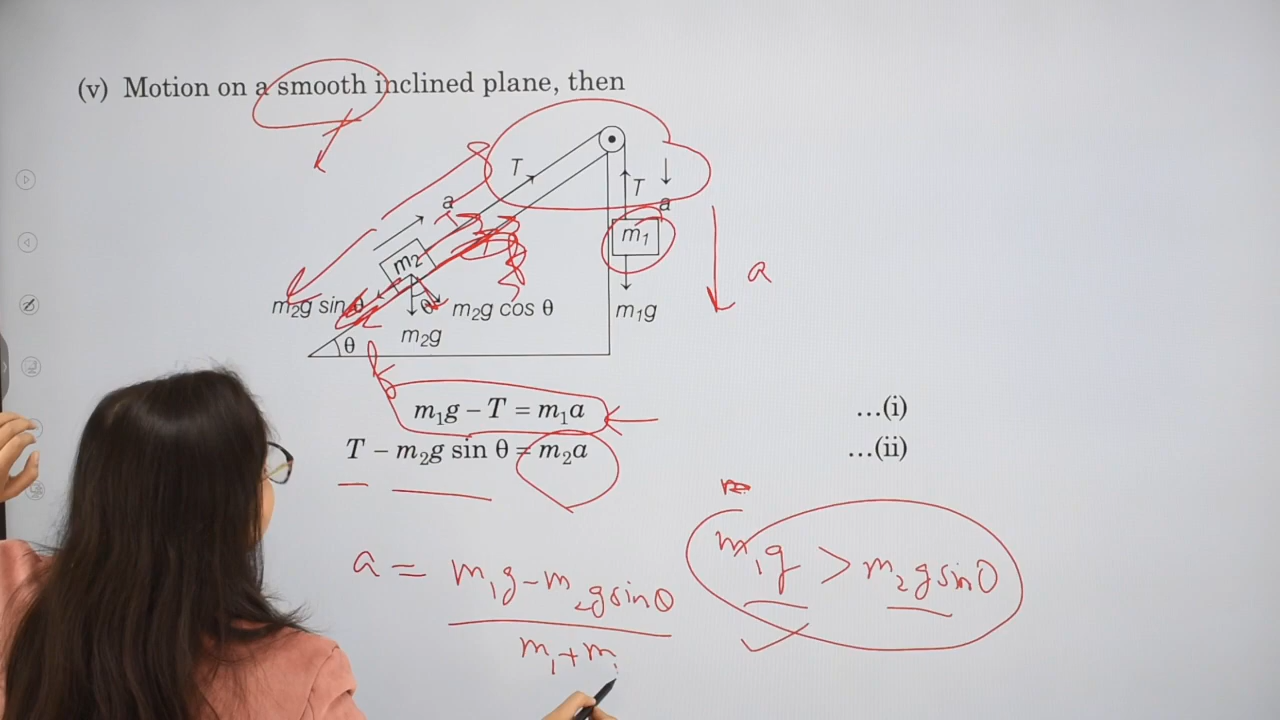 (v) Motion on a smooth inclined plane, then
T
T
a
a
m₁
m₂
a
m₂g sin θ
θ
m₂g cos θ
m₁g
m₂g
θ
m₁g – T = m₁a ...(i)
T – m₂g sin θ = m₂a ...(ii)
m₁g > m₂g sinθ
a = m₁g – m₂g sinθ
m₁ + m